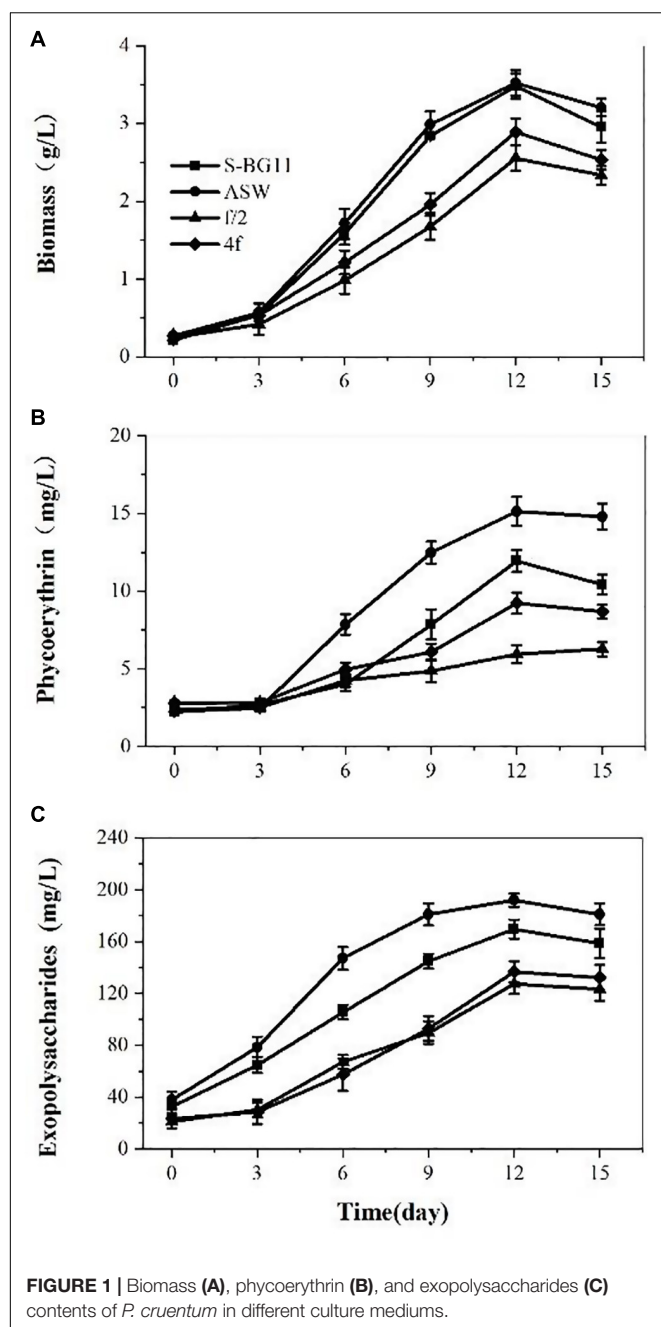 A
Biomass (g/L)
4
3
2
1
0
S-BG11
ASW
f/2
4f
0 3 6 9 12 15
B
Phycoerythrin (mg/L)
20
15
10
5
0
0 3 6 9 12 15
C
Exopolysaccharides (mg/L)
240
200
160
120
80
40
0
0 3 6 9 12 15
Time(day)
FIGURE 1 | Biomass (A), phycoerythrin (B), and exopolysaccharides (C)
contents of P. cruentum in different culture mediums.